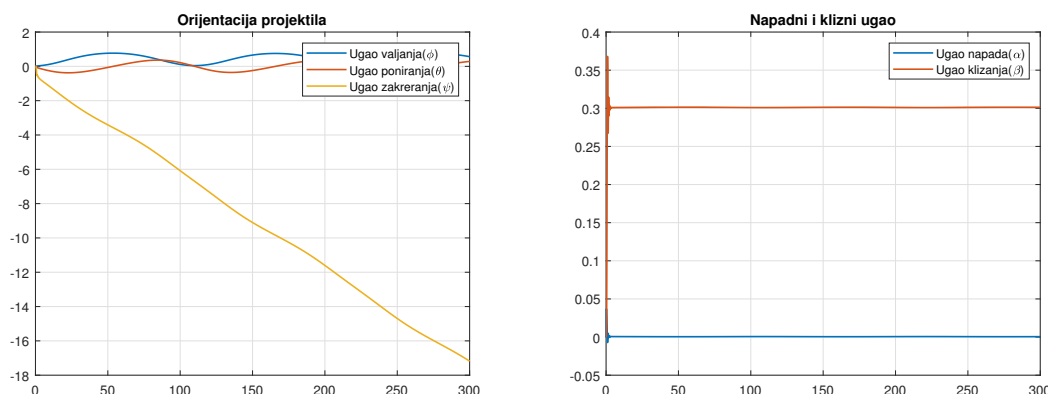 Orijentacija projektila
2
0
-2
-4
-6
-8
-10
-12
-14
-16
-18
0 50 100 150 200 250 300
Ugao valjanja(ϕ)
Ugao poniranja(θ)
Ugao zakreranja(ψ)
Napadni i klizni ugao
0.4
0.35
0.3
0.25
0.2
0.15
0.1
0.05
0
-0.05
0 50 100 150 200 250 300
Ugao napada(α)
Ugao klizanja(β)